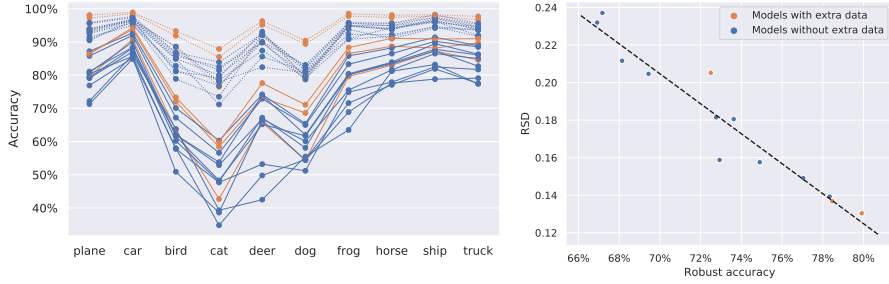 100%
90%
80%
70%
60%
50%
40%
Accuracy
plane car bird cat deer dog frog horse ship truck
0.24
0.22
0.20
0.18
0.16
0.14
0.12
RSD
Models with extra data
Models without extra data
66% 68% 70% 72% 74% 76% 78% 80%
Robust accuracy